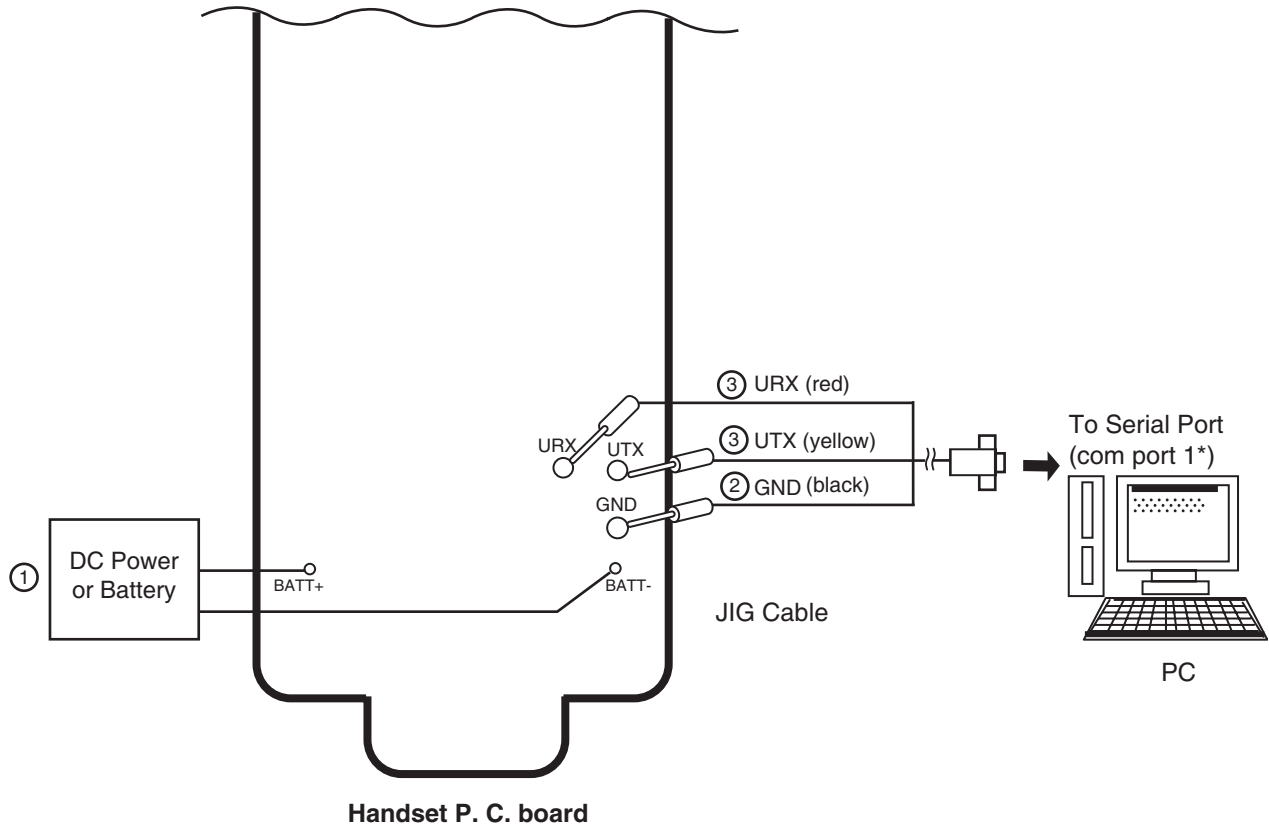 ③ URX (red)
To Serial Port
(com port 1*)
URX
UTX
③ UTX (yellow)
② GND (black)
GND
①
DC Power
or Battery
BATT+
BATT-
JIG Cable
PC
Handset P. C. board